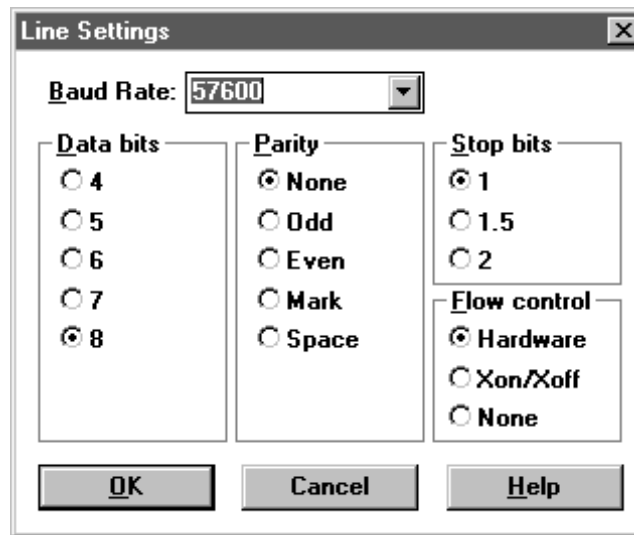 Line Settings
Baud Rate: 57600
Data bits
4
5
6
7
8
Parity
None
Odd
Even
Mark
Space
Stop bits
1
1.5
2
Flow control
Hardware
Xon/Xoff
None
OK
Cancel
Help